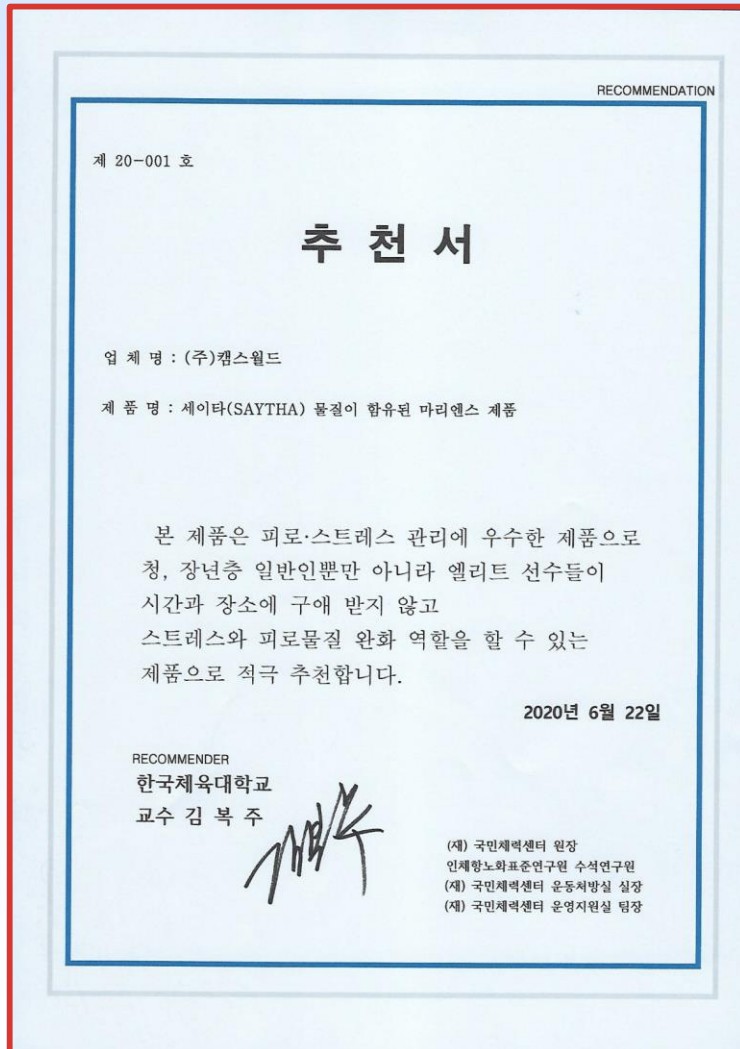 RECOMMENDATION
제 20-001 호
추 천 서
업 체 명 : (주)캠스월드
제 품 명 : 세이타(SAYTHA) 물질이 함유된 마리엔스 제품
본 제품은 피로·스트레스 관리에 우수한 제품으로
청, 장년층 일반인뿐만 아니라 엘리트 선수들이
시간과 장소에 구애 받지 않고
스트레스와 피로물질 완화 역할을 할 수 있는
제품으로 적극 추천합니다.
2020년 6월 22일
RECOMMENDER
한국체육대학교
교수 김 복 주
(재) 국민체력센터 원장
인체항노화표준연구원 수석연구원
(재) 국민체력센터 운동처방실 실장
(재) 국민체력센터 운영지원실 팀장